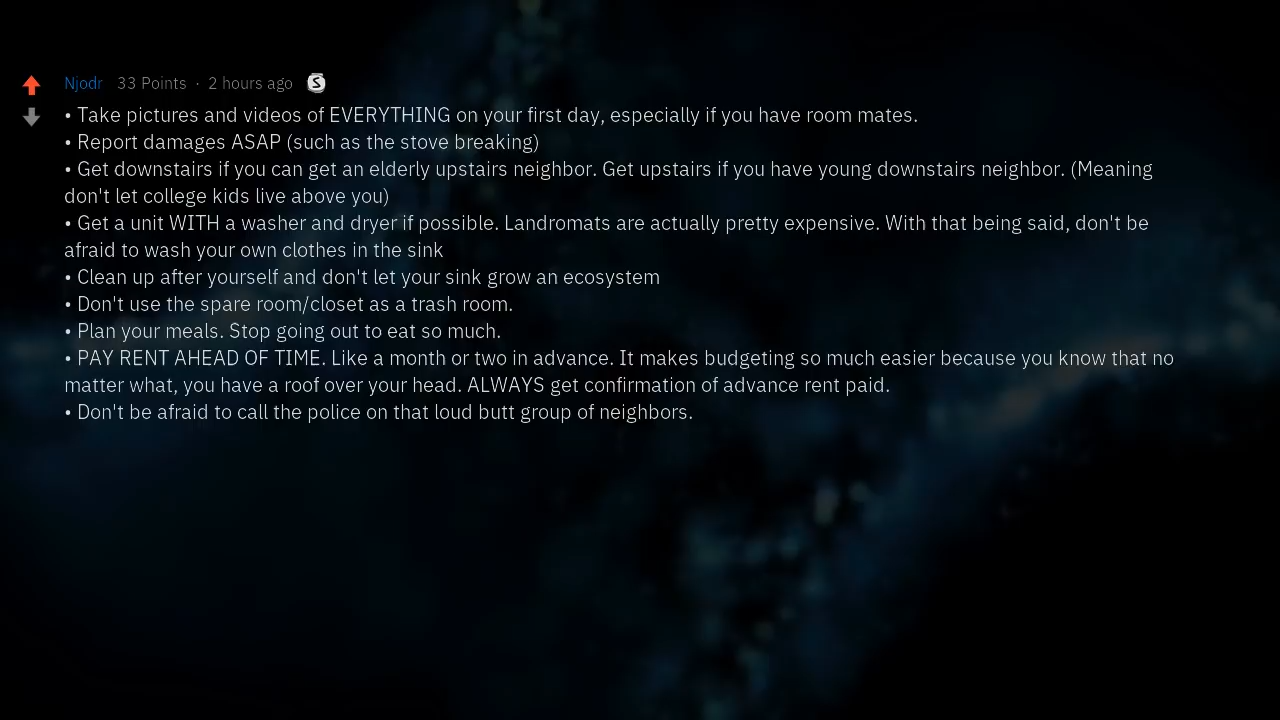 Njodr 33 Points · 2 hours ago S
• Take pictures and videos of EVERYTHING on your first day, especially if you have room mates.
• Report damages ASAP (such as the stove breaking)
• Get downstairs if you can get an elderly upstairs neighbor. Get upstairs if you have young downstairs neighbor. (Meaning
don't let college kids live above you)
• Get a unit WITH a washer and dryer if possible. Landromats are actually pretty expensive. With that being said, don't be
afraid to wash your own clothes in the sink
• Clean up after yourself and don't let your sink grow an ecosystem
• Don't use the spare room/closet as a trash room.
• Plan your meals. Stop going out to eat so much.
• PAY RENT AHEAD OF TIME. Like a month or two in advance. It makes budgeting so much easier because you know that no
matter what, you have a roof over your head. ALWAYS get confirmation of advance rent paid.
• Don't be afraid to call the police on that loud butt group of neighbors.